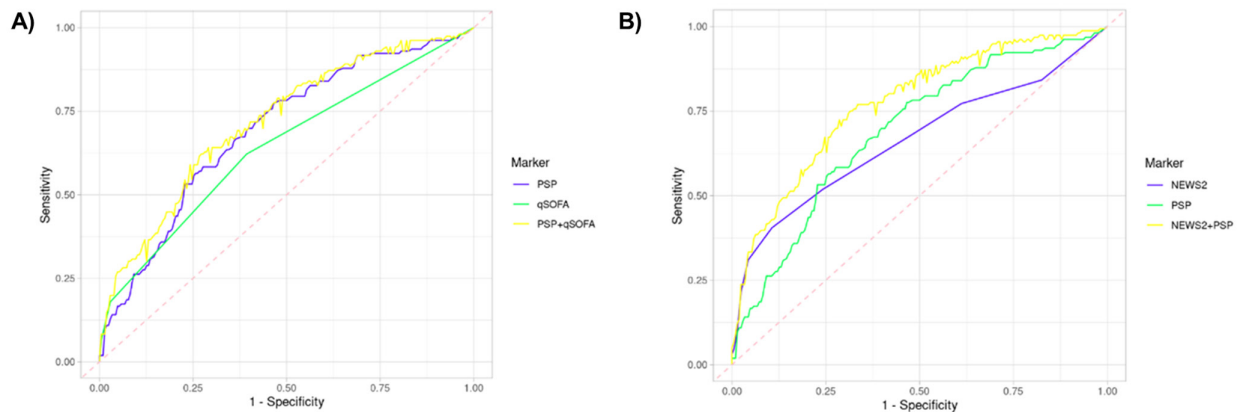 A)
1.00
0.75
0.50
0.25
0.00
Sensitivity
0.00 0.25 0.50 0.75 1.00
1 - Specificity
Marker
PSP
qSOFA
PSP+qSOFA
B)
1.00
0.75
0.50
0.25
0.00
Sensitivity
0.00 0.25 0.50 0.75 1.00
1 - Specificity
Marker
NEWS2
PSP
NEWS2+PSP